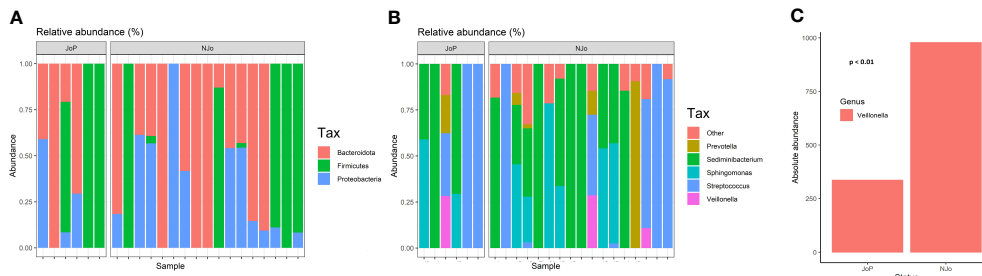 A
Relative abundance (%)
JoP
NJo
1.00
0.75
0.50
0.25
0.00
Abundance
Sample
Tax
Bacteroidota
Firmicutes
Proteobacteria
B
Relative abundance (%)
JoP
NJo
1.00
0.75
0.50
0.25
0.00
Abundance
Sample
Tax
Other
Prevotella
Sediminibacterium
Sphingomonas
Streptococcus
Veillonella
C
1000
750
500
250
0
Absolute abundance
p < 0.01
Genus
Veillonella
JoP
NJo